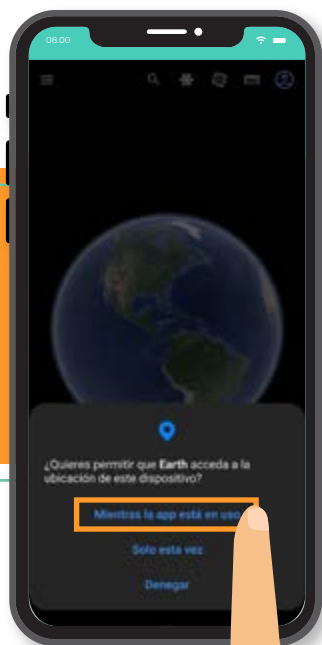 08.00
¿Quieres permitir que Earth acceda a la
ubicación de este dispositivo?
Mientras la app está en uso
Solo esta vez
Denegar